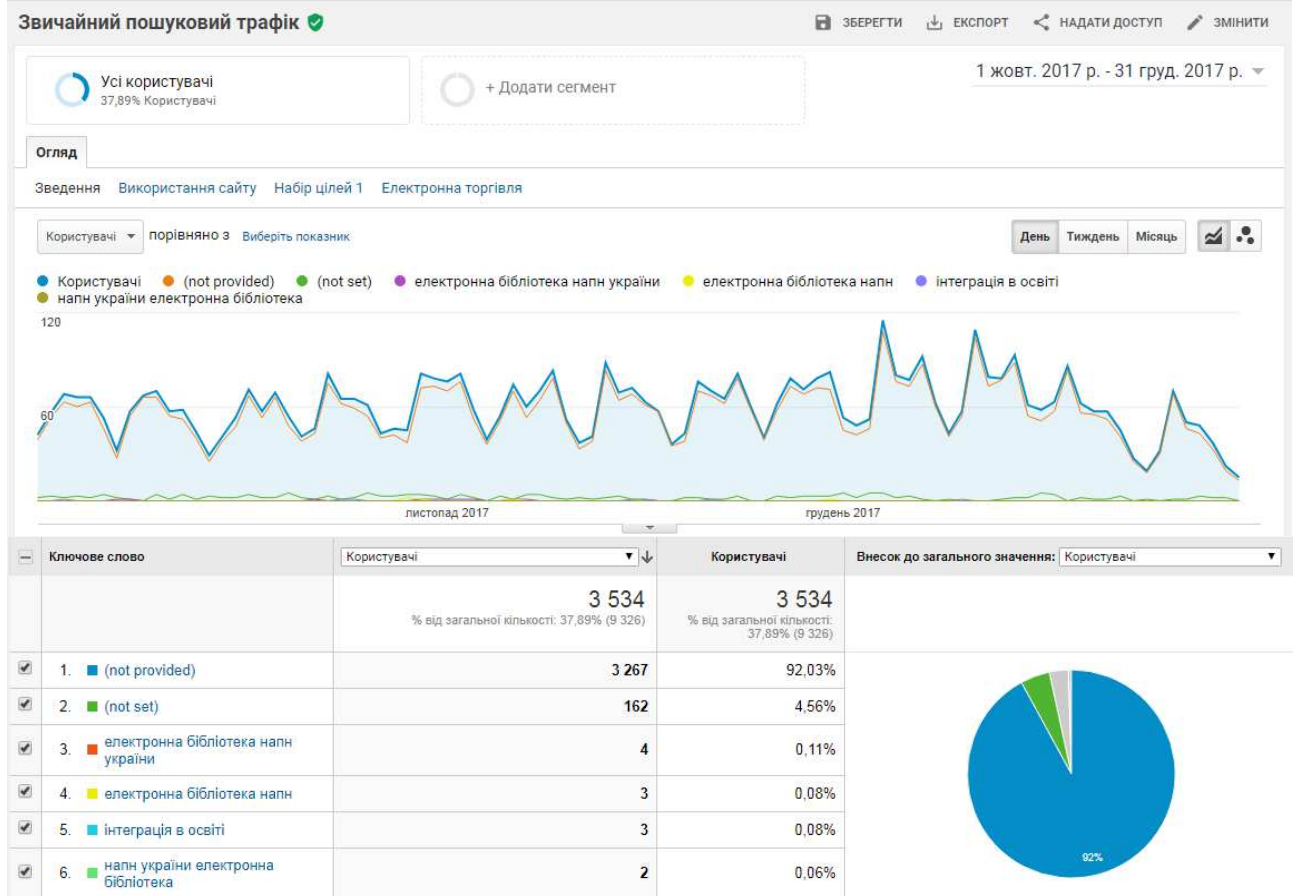 Звичайний пошуковий трафік
ЗБЕРЕГТИ ЕКСПОРТ НАДАТИ ДОСТУП ЗМІНИТИ
Усі користувачі
37,89% Користувачі
+ Додати сегмент
1 жовт. 2017 р. - 31 груд. 2017 р.
Огляд
Зведення Використання сайту Набір цілей 1 Електронна торгівля
Користувачі порівняно з Виберіть показник
День Тиждень Місяць
Користувачі (not provided) (not set) електронна бібліотека напн україни електронна бібліотека напн інтеграція в освіті
напн україни електронна бібліотека
120
60
листопад 2017 грудень 2017
Ключове слово Користувачі Користувачі Внесок до загального значення: Користувачі
3 534 3 534
% від загальної кількості: 37,89% (9 326) % від загальної кількості:
37,89% (9 326)
1. (not provided) 3 267 92,03%
2. (not set) 162 4,56%
3. електронна бібліотека напн
україни 4 0,11%
4. електронна бібліотека напн 3 0,08%
5. інтеграція в освіті 3 0,08%
6. напн україни електронна
бібліотека 2 0,06%
92%